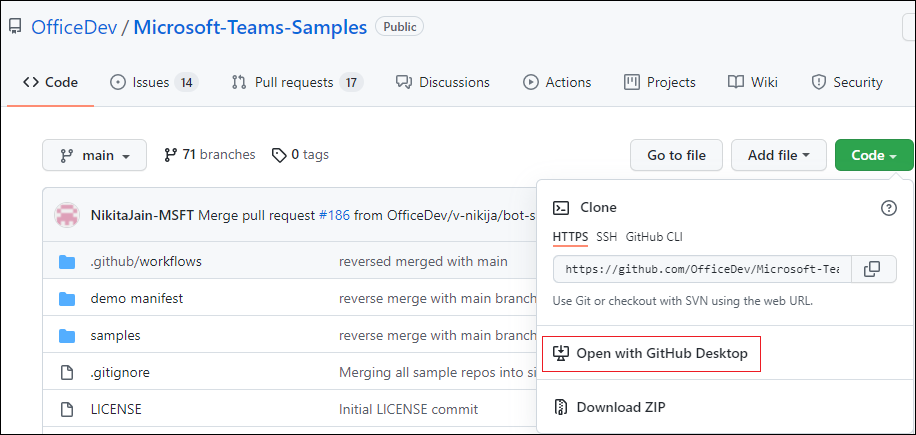 OfficeDev / Microsoft-Teams-Samples Public
Code Issues 14 Pull requests 17 Discussions Actions Projects Wiki Security
main 71 branches 0 tags Go to file Add file Code
NikitaJain-MSFT Merge pull request #186 from OfficeDev/v-nikija/bot-s
.github/workflows reversed merged with main
demo manifest reverse merge with main branch
samples reverse merge with main branch
.gitignore Merging all sample repos into si
LICENSE Initial LICENSE commit
Clone
HTTPS SSH GitHub CLI
https://github.com/OfficeDev/Microsoft-Tea
Use Git or checkout with SVN using the web URL.
Open with GitHub Desktop
Download ZIP